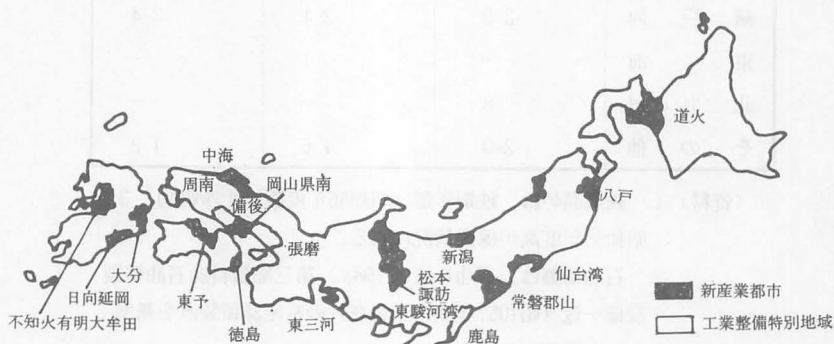 道火
八戸
中海
周南
岡山県南
備後
張磨
新潟
仙台湾
常磐郡山
大分
日向延岡
不知火有明大牟田
東予
徳島
東三河
松本
諏訪
東駿河湾
鹿島
新産業都市
工業整備特別地域